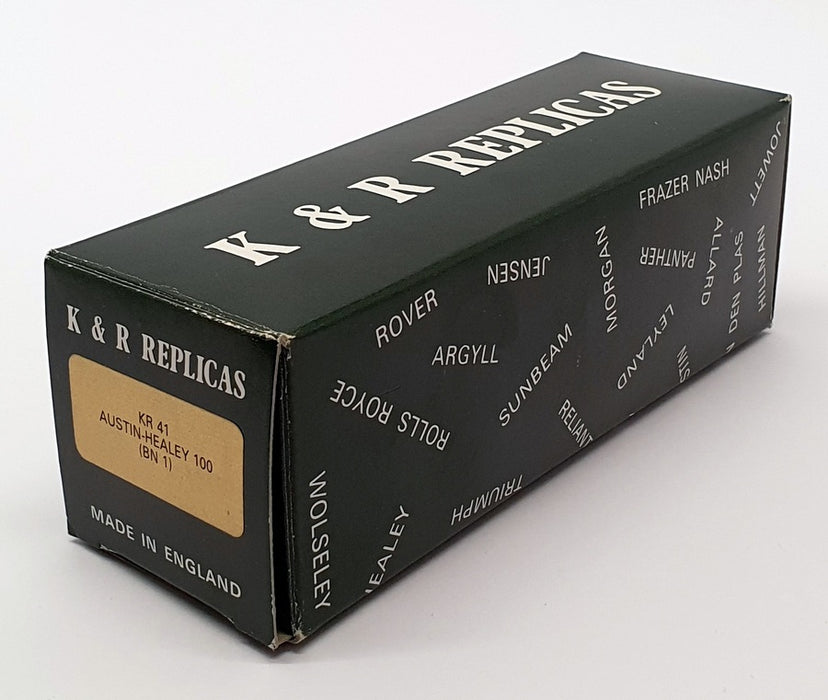 K & R REPLICAS
K & R REPLICAS
KR 41
AUSTIN-HEALEY 100
(BN 1)
MADE IN ENGLAND
JOWETT
FRAZER NASH
JENSEN
MORGAN
PANTHER
ALLARD
DEN PLAS
HILLMAN
ROVER
ARGYLL
SUNBEAM
LEYLAND
ROLLS ROYCE
RELIANT
TRIUMPH
WOLSELEY